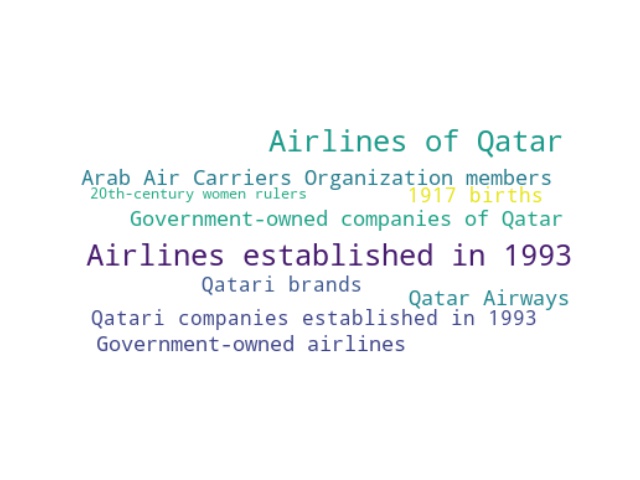 Airlines of Qatar
Arab Air Carriers Organization members
20th-century women rulers
1917 births
Government-owned companies of Qatar
Airlines established in 1993
Qatari brands
Qatar Airways
Qatari companies established in 1993
Government-owned airlines